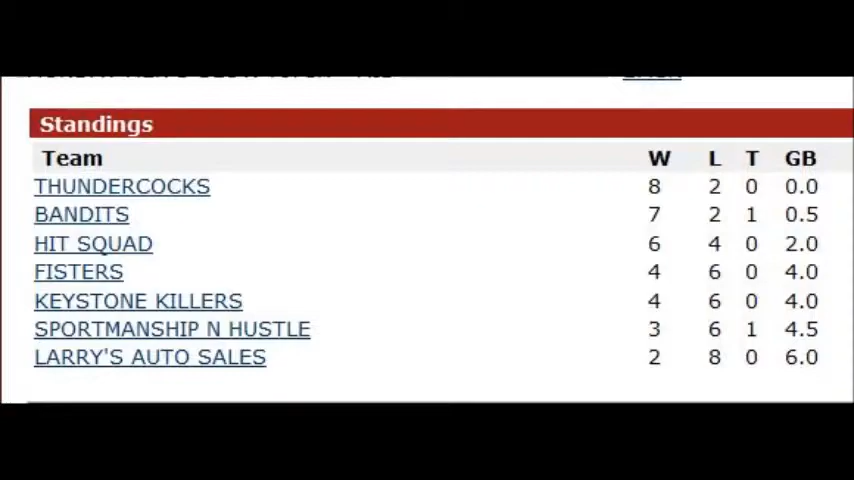 Standings
Team W L T GB
THUNDERCOCKS 8 2 0 0.0
BANDITS 7 2 1 0.5
HIT SQUAD 6 4 0 2.0
FISTERS 4 6 0 4.0
KEYSTONE KILLERS 4 6 0 4.0
SPORTMANSHIP N HUSTLE 3 6 1 4.5
LARRY'S AUTO SALES 2 8 0 6.0